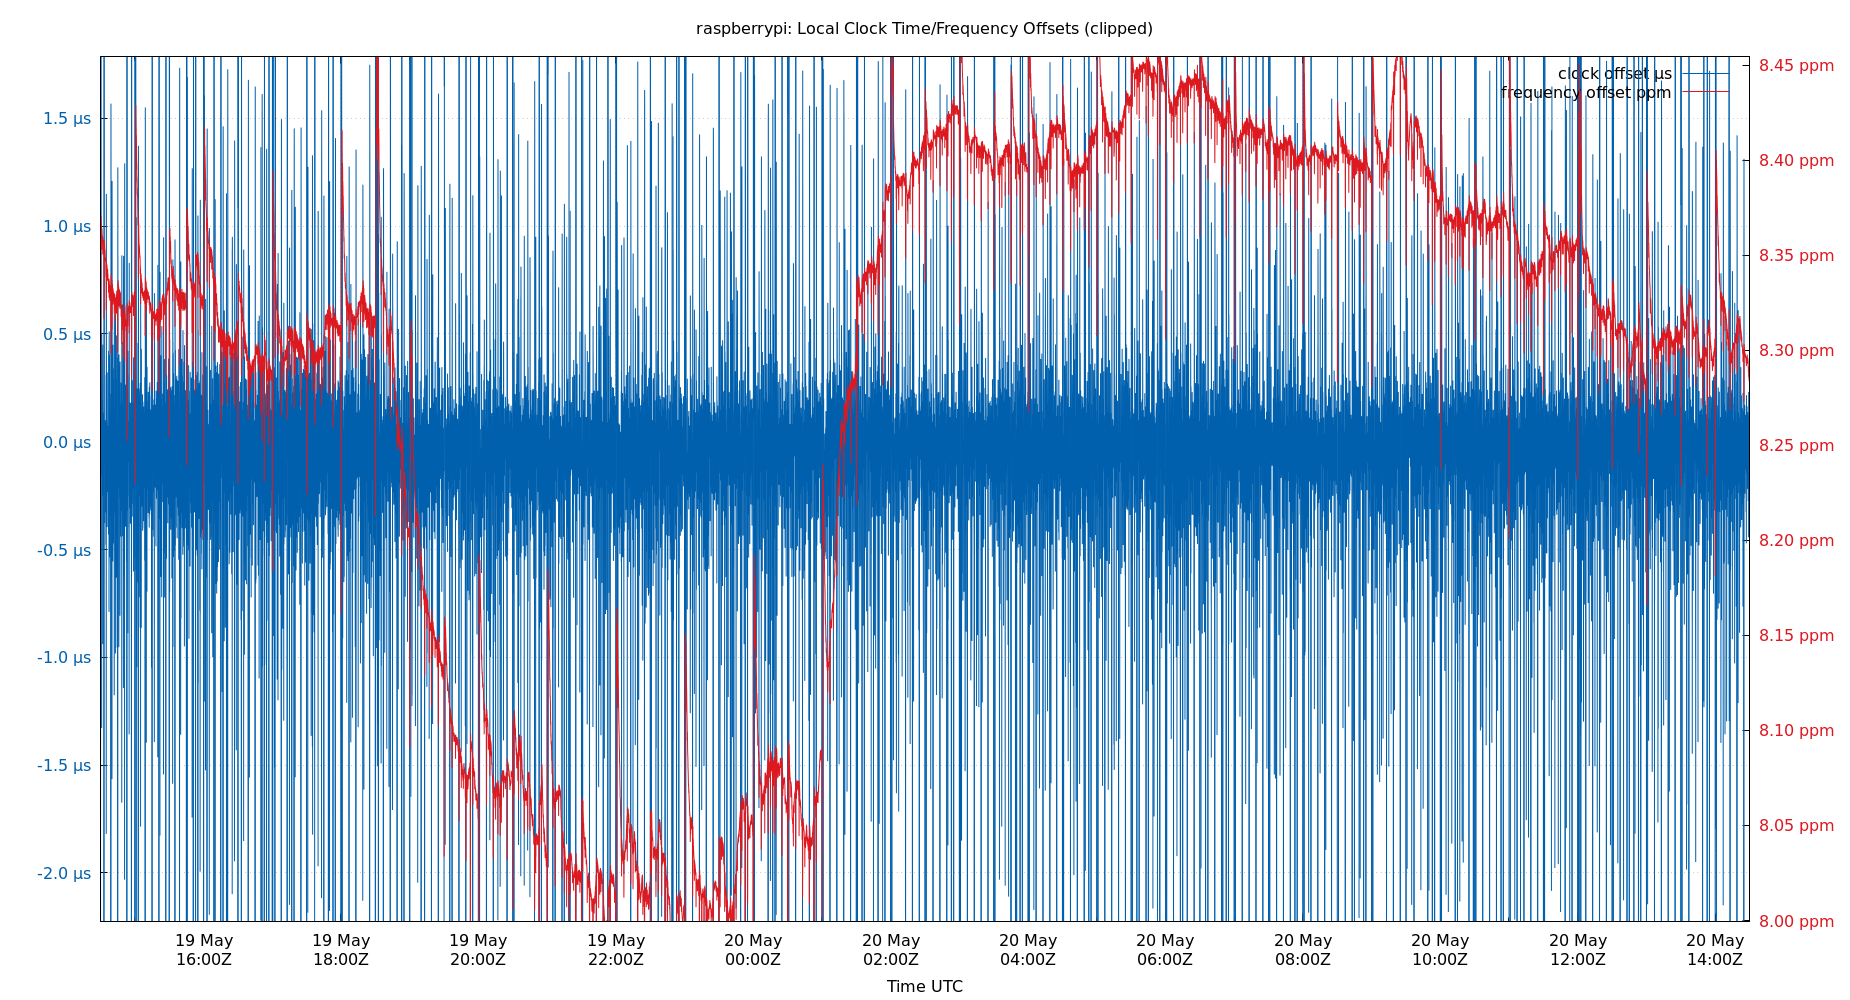 raspberrypi: Local Clock Time/Frequency Offsets (clipped)
clock offset µs
frequency offset ppm
1.5 µs
1.0 µs
0.5 µs
0.0 µs
-0.5 µs
-1.0 µs
-1.5 µs
-2.0 µs
8.45 ppm
8.40 ppm
8.35 ppm
8.30 ppm
8.25 ppm
8.20 ppm
8.15 ppm
8.10 ppm
8.05 ppm
8.00 ppm
19 May
16:00Z
19 May
18:00Z
19 May
20:00Z
19 May
22:00Z
20 May
00:00Z
20 May
02:00Z
20 May
04:00Z
20 May
06:00Z
20 May
08:00Z
20 May
10:00Z
20 May
12:00Z
20 May
14:00Z
Time UTC